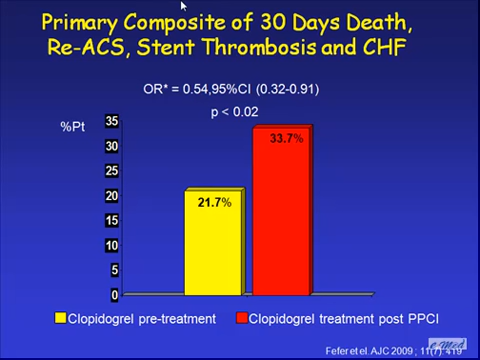 Primary Composite of 30 Days Death,
Re-ACS, Stent Thrombosis and CHF
OR* = 0.54,95%CI (0.32-0.91)
p < 0.02
%Pt
35
30
25
20
15
10
5
0
33.7%
21.7%
Clopidogrel pre-treatment
Clopidogrel treatment post PPCI
Fefer et el. AJC 2009 ; 11(7): 419
e Med